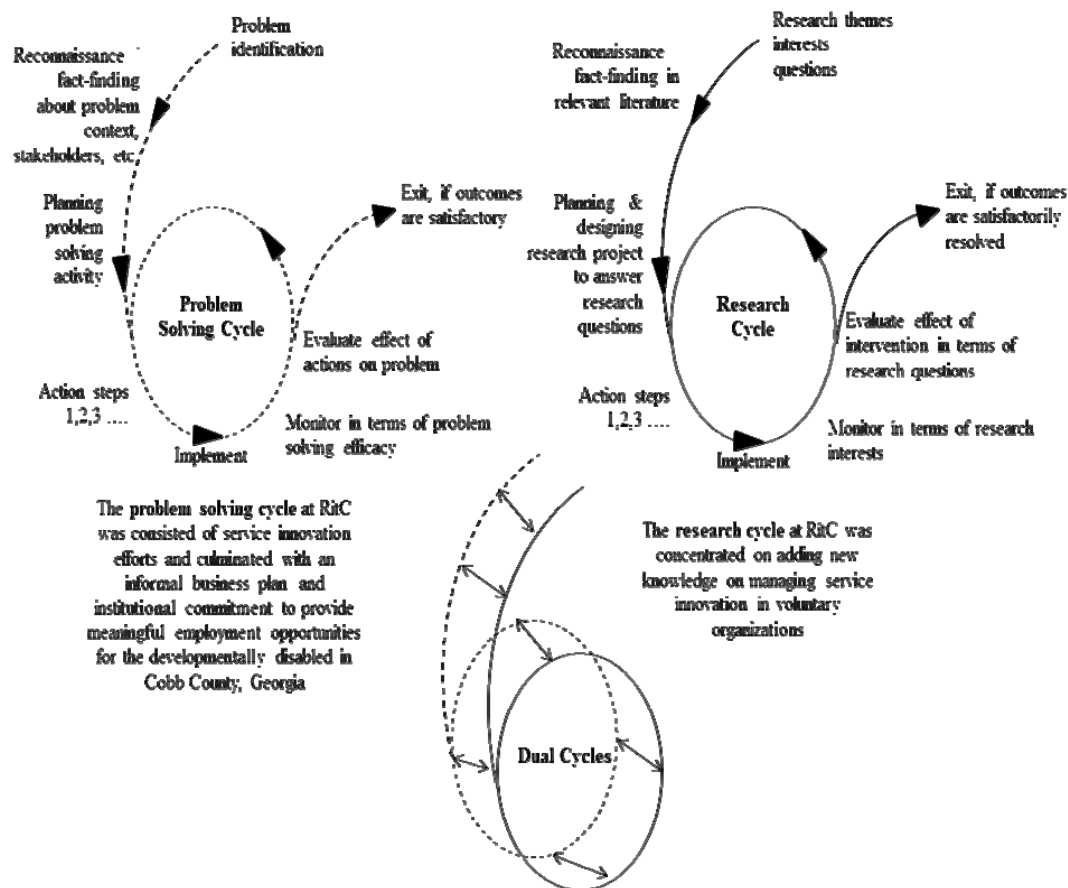 Problem
identification
Reconnaissance
fact-finding
about problem
context,
stakeholders, etc
Planning
problem
solving
activity
Exit, if outcomes
are satisfactory
Problem
Solving Cycle
Evaluate effect of
actions on problem
Action steps
1,2,3 ....
Monitor in terms of problem
solving efficacy
Implement
Research themes
interests
questions
Reconnaissance
fact-finding in
relevant literature
Planning &
designing
research project
to answer
research
questions
Exit, if outcomes
are satisfactorily
resolved
Research
Cycle
Evaluate effect of
intervention in terms of
research questions
Action steps
1,2,3 ....
Monitor in terms of research
interests
Implement
The problem solving cycle at RitC
was consisted of service innovation
efforts and culminated with an
informal business plan and
institutional commitment to provide
meaningful employment opportunities
for the developmentally disabled in
Cobb County, Georgia
The research cycle at RitC was
concentrated on adding new
knowledge on managing service
innovation in voluntary
organizations
Dual Cycles